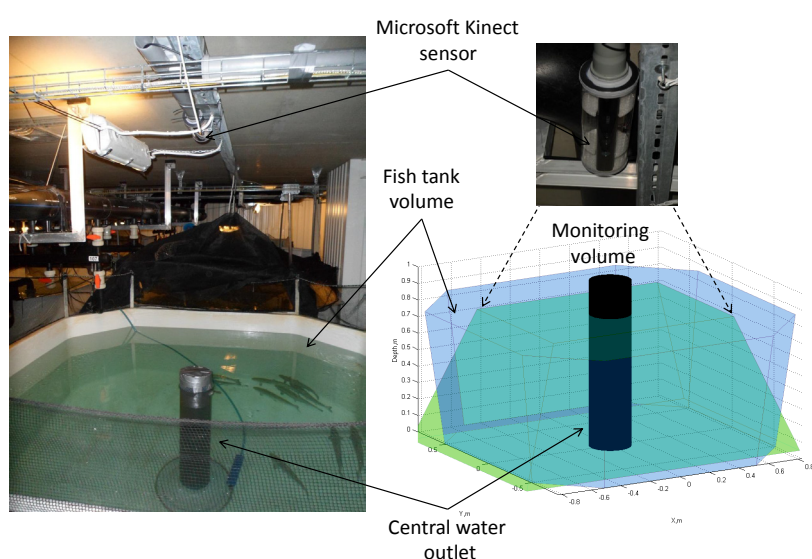 Microsoft Kinect
sensor
Fish tank
volume
Monitoring
volume
Central water
outlet
107
Depth,m
1
0.9
0.8
0.7
0.6
0.5
0.4
0.3
0.2
0.1
0
0.5
0
-0.5
Y,m
-0.8
-0.6
-0.4
-0.2
0
0.2
0.4
0.6
0.8
X,m